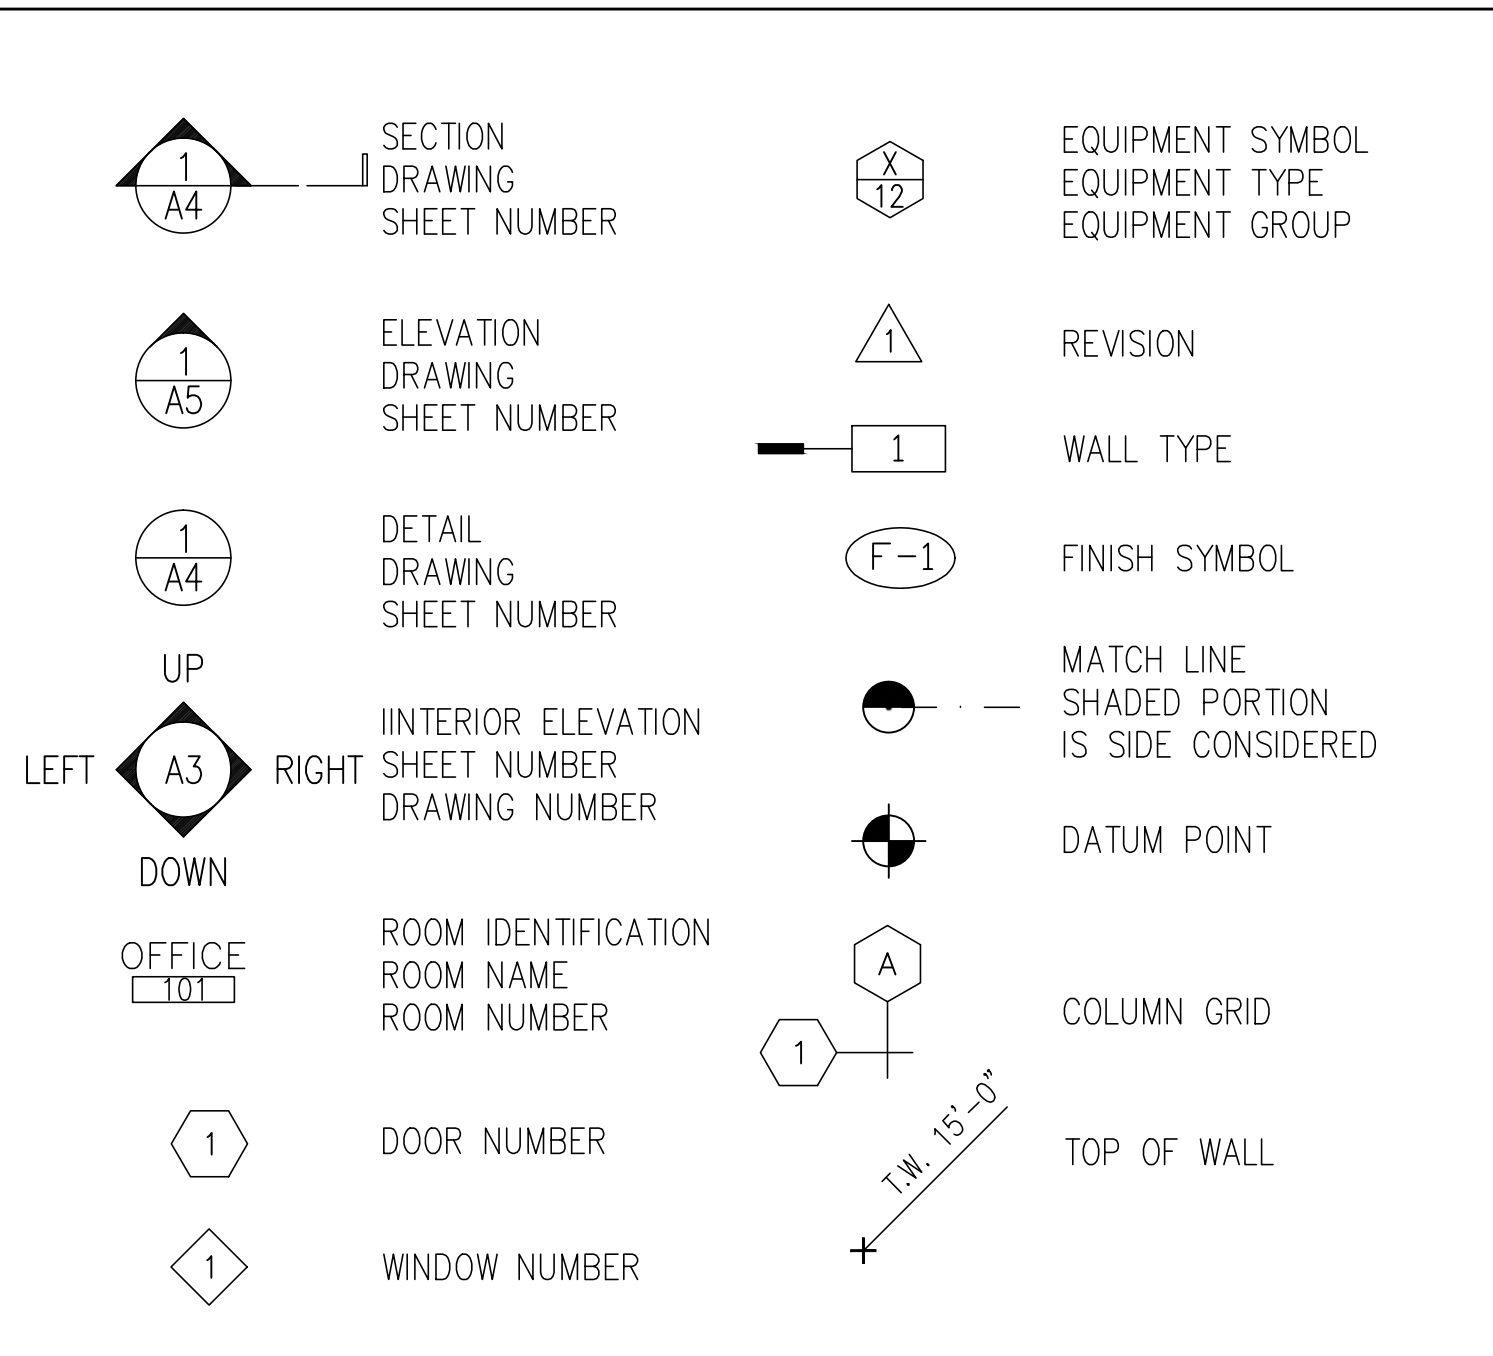 1
A4
SECTION
DRAWING
SHEET NUMBER
1
A5
ELEVATION
DRAWING
SHEET NUMBER
1
A4
DETAIL
DRAWING
SHEET NUMBER
UP
LEFT
A3
RIGHT
DOWN
IINTERIOR ELEVATION
SHEET NUMBER
DRAWING NUMBER
OFFICE
101
ROOM IDENTIFICATION
ROOM NAME
ROOM NUMBER
1
DOOR NUMBER
1
WINDOW NUMBER
X
12
EQUIPMENT SYMBOL
EQUIPMENT TYPE
EQUIPMENT GROUP
1
REVISION
1
WALL TYPE
F-1
FINISH SYMBOL
MATCH LINE
SHADED PORTION
IS SIDE CONSIDERED
DATUM POINT
A
1
COLUMN GRID
T.W. 15'-0"
TOP OF WALL